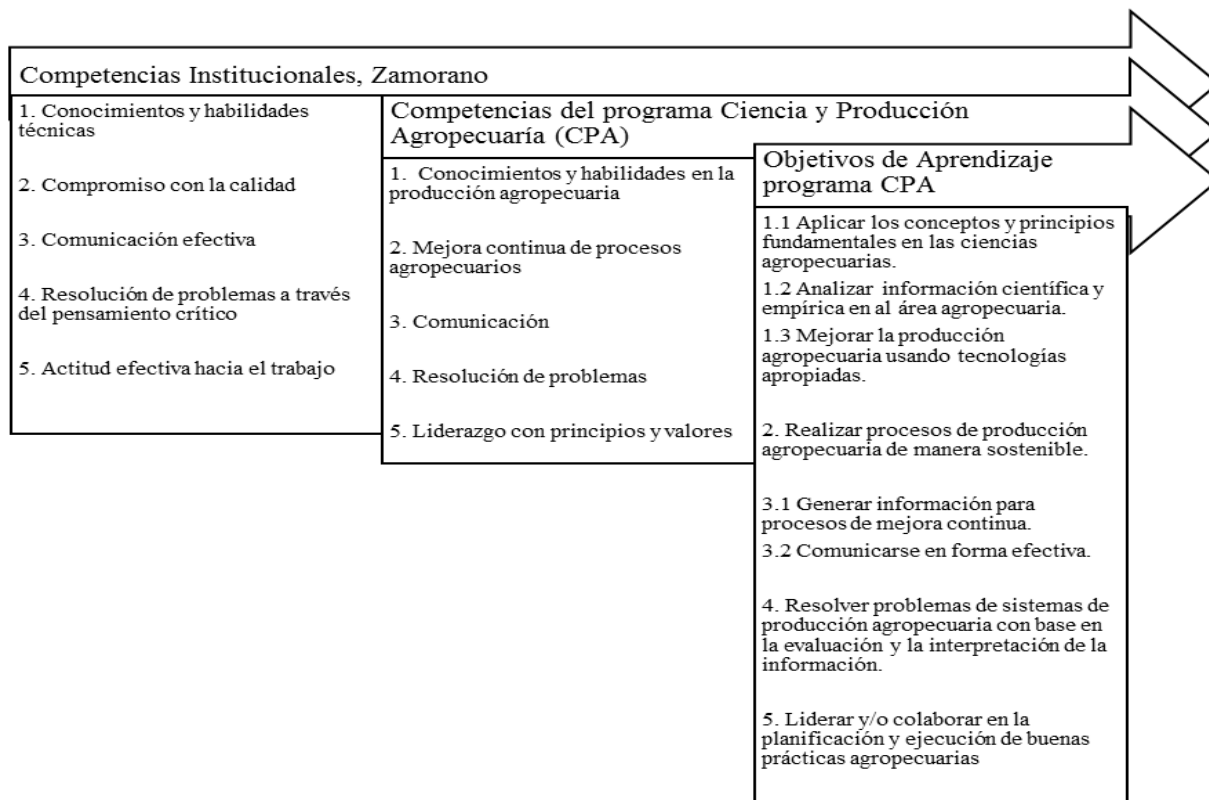 Competencias Institucionales, Zamorano
1. Conocimientos y habilidades
técnicas
2. Compromiso con la calidad
3. Comunicación efectiva
4. Resolución de problemas a través
del pensamiento crítico
5. Actitud efectiva hacia el trabajo
Competencias del programa Ciencia y Producción
Agropecuaría (CPA)
1. Conocimientos y habilidades en la
producción agropecuaria
2. Mejora continua de procesos
agropecuarios
3. Comunicación
4. Resolución de problemas
5. Liderazgo con principios y valores
Objetivos de Aprendizaje
programa CPA
1.1 Aplicar los conceptos y principios
fundamentales en las ciencias
agropecuarias.
1.2 Analizar información científica y
empírica en al área agropecuaria.
1.3 Mejorar la producción
agropecuaria usando tecnologías
apropiadas.
2. Realizar procesos de producción
agropecuaria de manera sostenible.
3.1 Generar información para
procesos de mejora continua.
3.2 Comunicarse en forma efectiva.
4. Resolver problemas de sistemas de
producción agropecuaria con base en
la evaluación y la interpretación de la
información.
5. Liderar y/o colaborar en la
planificación y ejecución de buenas
prácticas agropecuarias